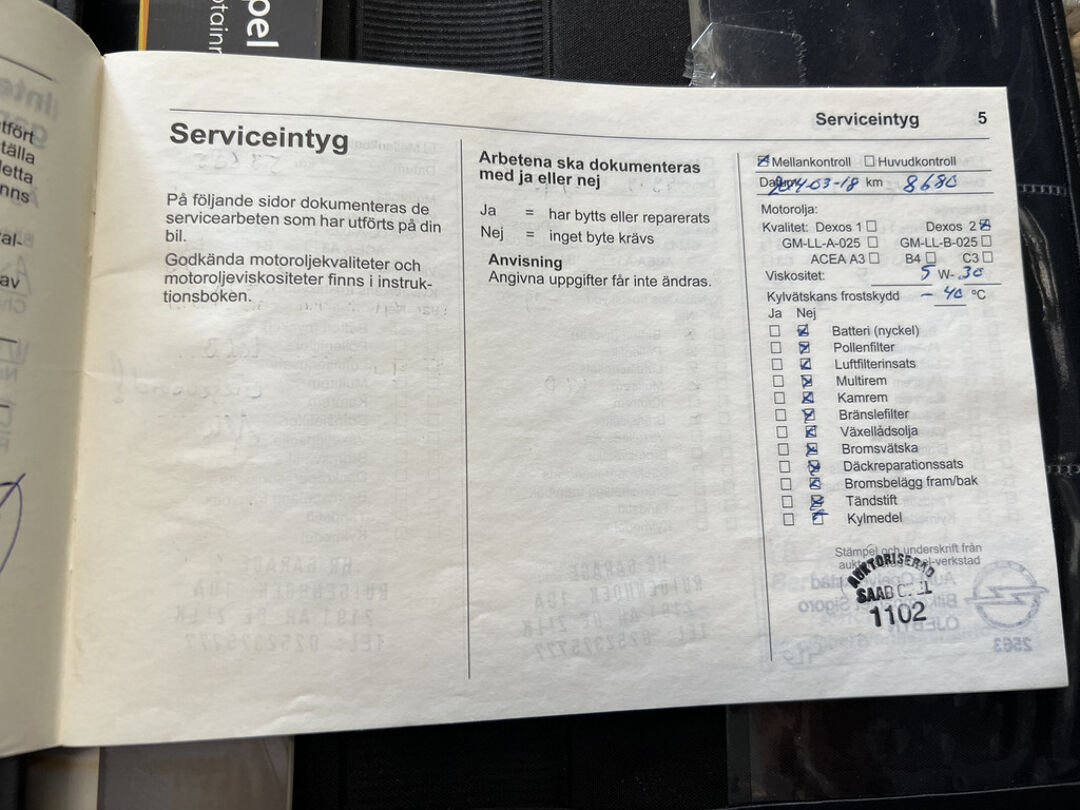 pel
Serviceintyg 5
Serviceintyg
På följande sidor dokumenteras de
servicearbeten som har utförts på din
bil.
Godkända motoroljekvaliteter och
motoroljeviskositeter finns i instruk-
tionsboken.
Arbetena ska dokumenteras
med ja eller nej
Ja = har bytts eller reparerats
Nej = inget byte krävs
Anvisning
Angivna uppgifter får inte ändras.
Mellankontroll Huvudkontroll
Datum 03-18 km 8680
Motorolja:
Kvalitet: Dexos 1 Dexos 2
GM-LL-A-025 GM-LL-B-025
ACEA A3 B4 C3
Viskositet: 5 W- 30
Kylvätskans frostskydd - 40 °C
Ja Nej
Batteri (nyckel)
Pollenfilter
Luftfilterinsats
Multirem
Kamrem
Bränslefilter
Växellådsolja
Bromsvätska
Däckreparationssats
Bromsbelägg fram/bak
Tändstift
Kylmedel
Stämpel och underskrift från
-verkstad
AUKTORISERAD
SAAB
1102